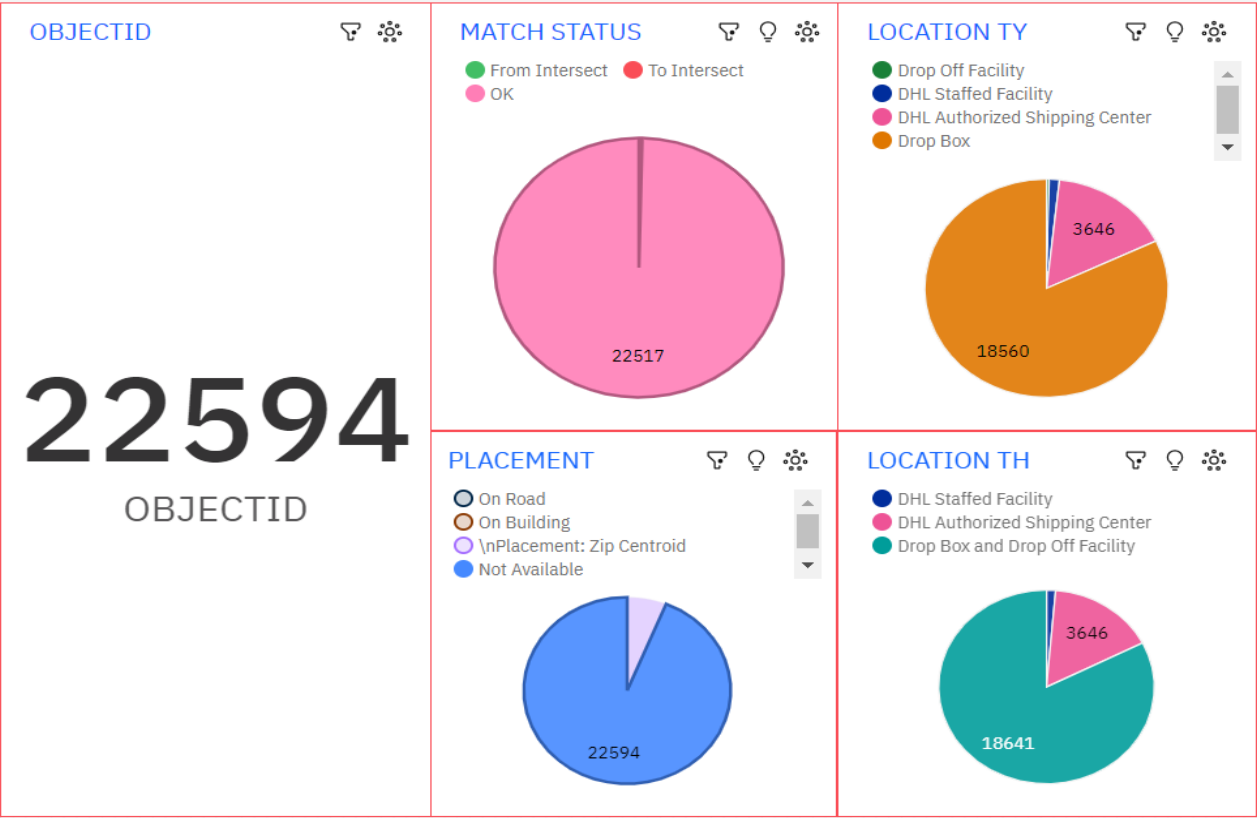 OBJECTID
22594
OBJECTID
MATCH STATUS
From Intersect To Intersect
OK
22517
LOCATION TY
Drop Off Facility
DHL Staffed Facility
DHL Authorized Shipping Center
Drop Box
3646
18560
PLACEMENT
On Road
On Building
\nPlacement: Zip Centroid
Not Available
22594
LOCATION TH
DHL Staffed Facility
DHL Authorized Shipping Center
Drop Box and Drop Off Facility
3646
18641